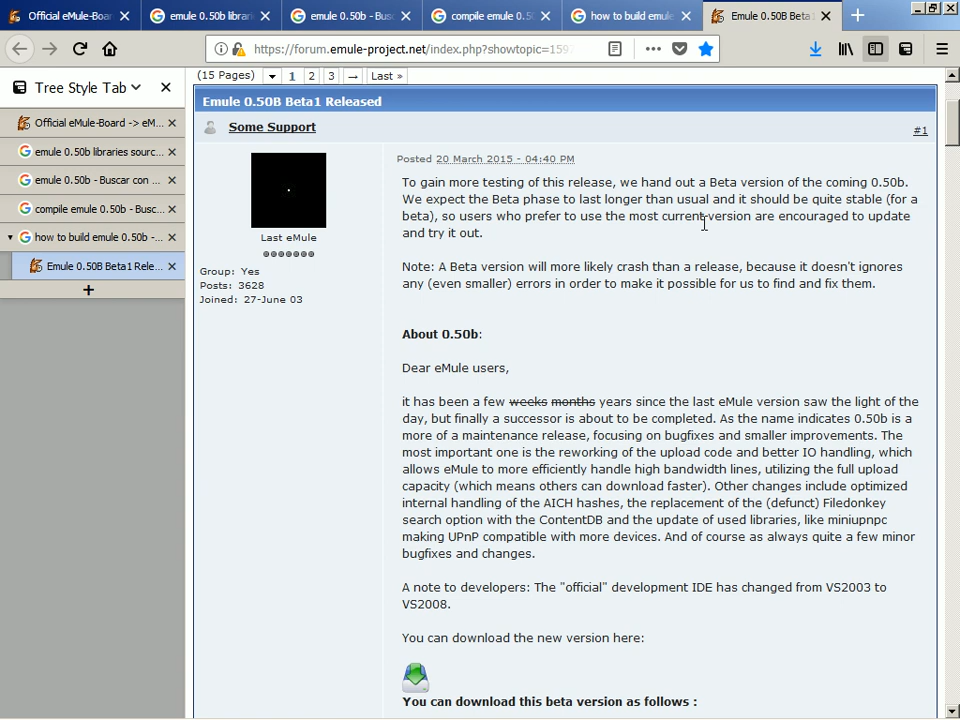 Official eMule-Boa
emule 0.50b librari
emule 0.50b - Busc
compile emule 0.50
how to build emule
Emule 0.50B Beta1
https://forum.emule-project.net/index.php?showtopic=159
Tree Style Tab
Official eMule-Board -> eM...
emule 0.50b libraries sourc...
emule 0.50b - Buscar con ...
compile emule 0.50b - Busc...
how to build emule 0.50b -...
Emule 0.50B Beta1 Rele...
(15 Pages) 1 2 3 → Last »
Emule 0.50B Beta1 Released
Some Support
#1
Last eMule
Group: Yes
Posts: 3628
Joined: 27-June 03
Posted 20 March 2015 - 04:40 PM
To gain more testing of this release, we hand out a Beta version of the coming 0.50b.
We expect the Beta phase to last longer than usual and it should be quite stable (for a
beta), so users who prefer to use the most current version are encouraged to update
and try it out.
Note: A Beta version will more likely crash than a release, because it doesn't ignores
any (even smaller) errors in order to make it possible for us to find and fix them.
About 0.50b:
Dear eMule users,
it has been a few weeks months years since the last eMule version saw the light of the
day, but finally a successor is about to be completed. As the name indicates 0.50b is a
more of a maintenance release, focusing on bugfixes and smaller improvements. The
most important one is the reworking of the upload code and better IO handling, which
allows eMule to more efficiently handle high bandwidth lines, utilizing the full upload
capacity (which means others can download faster). Other changes include optimized
internal handling of the AICH hashes, the replacement of the (defunct) Filedonkey
search option with the ContentDB and the update of used libraries, like miniupnpc
making UPnP compatible with more devices. And of course as always quite a few minor
bugfixes and changes.
A note to developers: The "official" development IDE has changed from VS2003 to
VS2008.
You can download the new version here:
You can download this beta version as follows :